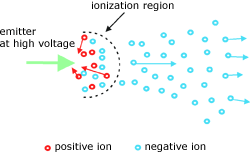 ionization region
emitter
at high voltage
positive ion
negative ion